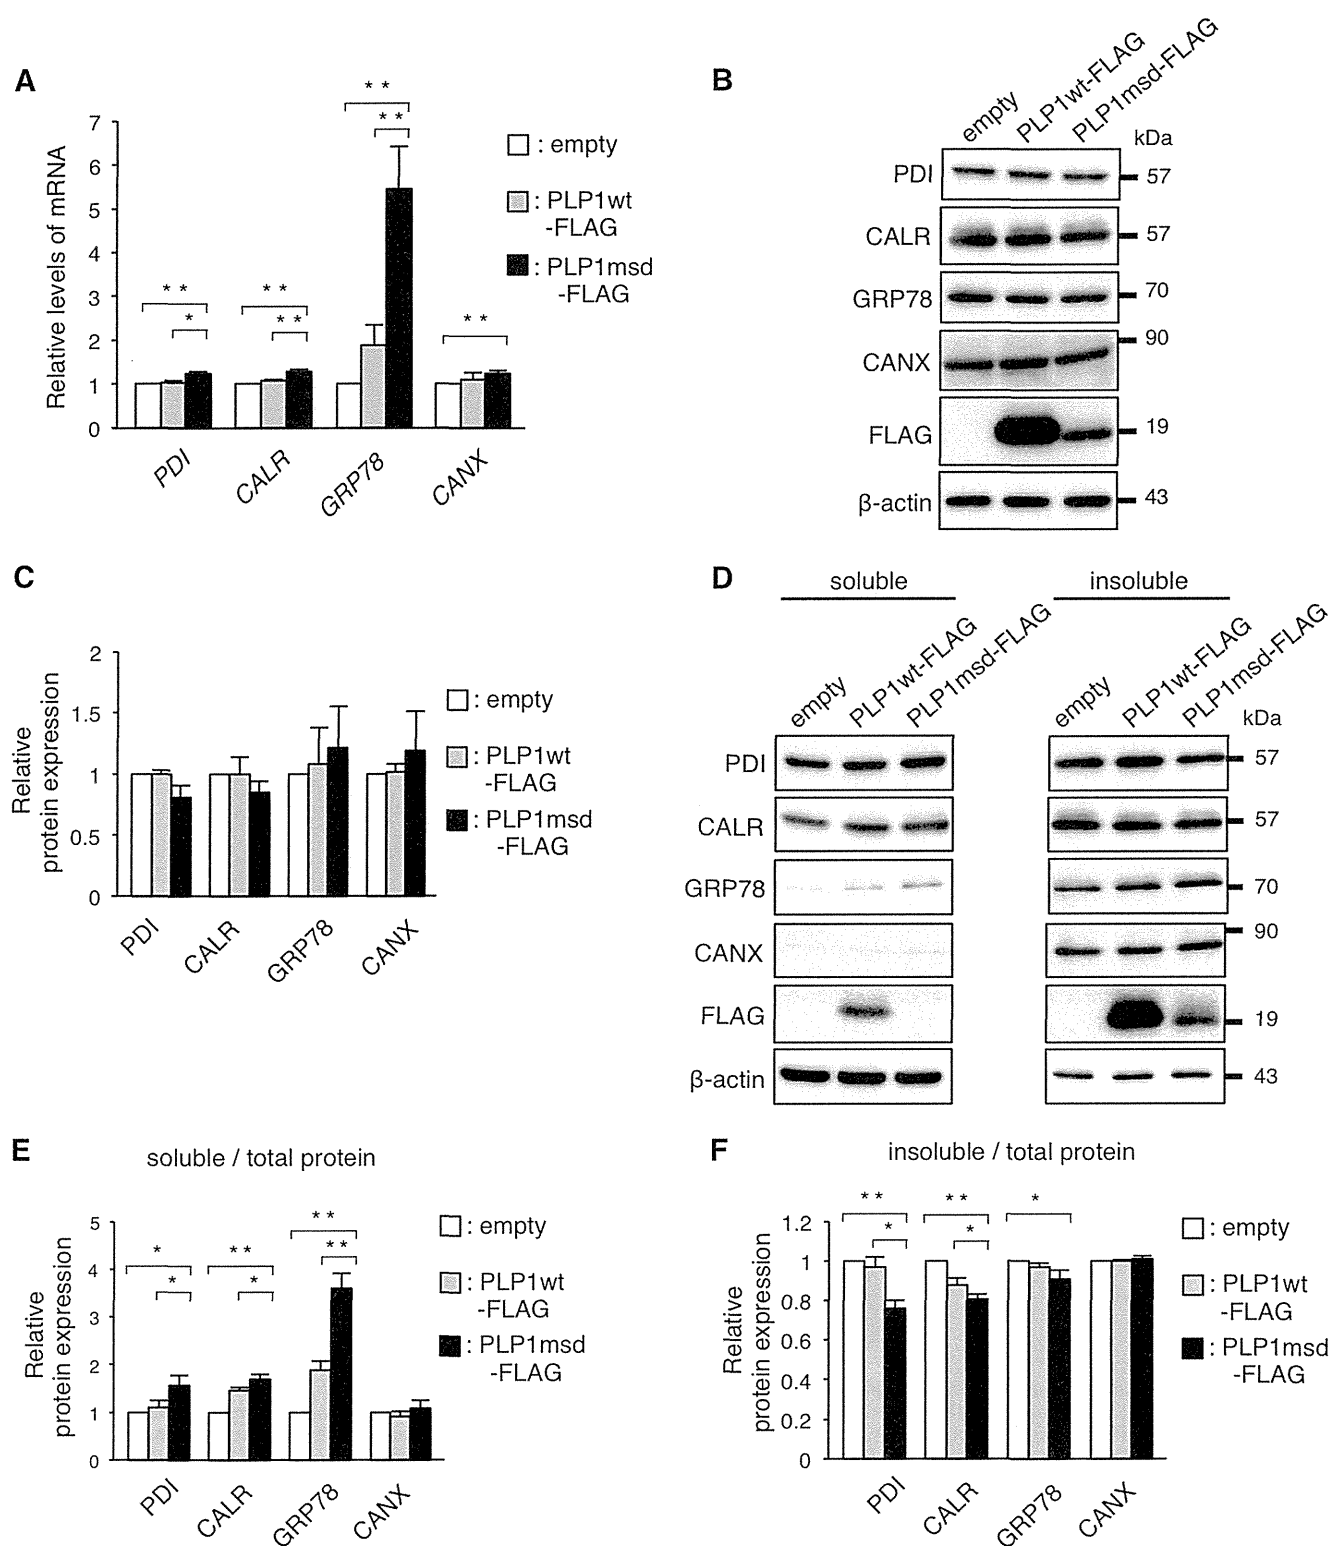 A
Relative levels of mRNA
7
6
5
4
3
2
1
0
* *
*
* *
* *
* *
* *
* *
PDI
CALR
GRP78
CANX
: empty
: PLP1wt
-FLAG
: PLP1msd
-FLAG
B
empty
PLP1wt-FLAG
PLP1msd-FLAG
kDa
PDI
57
CALR
57
GRP78
70
CANX
90
FLAG
19
β-actin
43
C
Relative
protein expression
2
1.5
1
0.5
0
PDI
CALR
GRP78
CANX
: empty
: PLP1wt
-FLAG
: PLP1msd
-FLAG
D
soluble
insoluble
empty
PLP1wt-FLAG
PLP1msd-FLAG
empty
PLP1wt-FLAG
PLP1msd-FLAG
kDa
PDI
57
CALR
57
GRP78
70
CANX
90
FLAG
19
β-actin
43
E
soluble / total protein
Relative
protein expression
5
4
3
2
1
0
*
*
* *
*
* *
* *
PDI
CALR
GRP78
CANX
: empty
: PLP1wt
-FLAG
: PLP1msd
-FLAG
F
insoluble / total protein
Relative
protein expression
1.2
1
0.8
0.6
0.4
0.2
0
* *
*
* *
*
*
PDI
CALR
GRP78
CANX
: empty
: PLP1wt
-FLAG
: PLP1msd
-FLAG